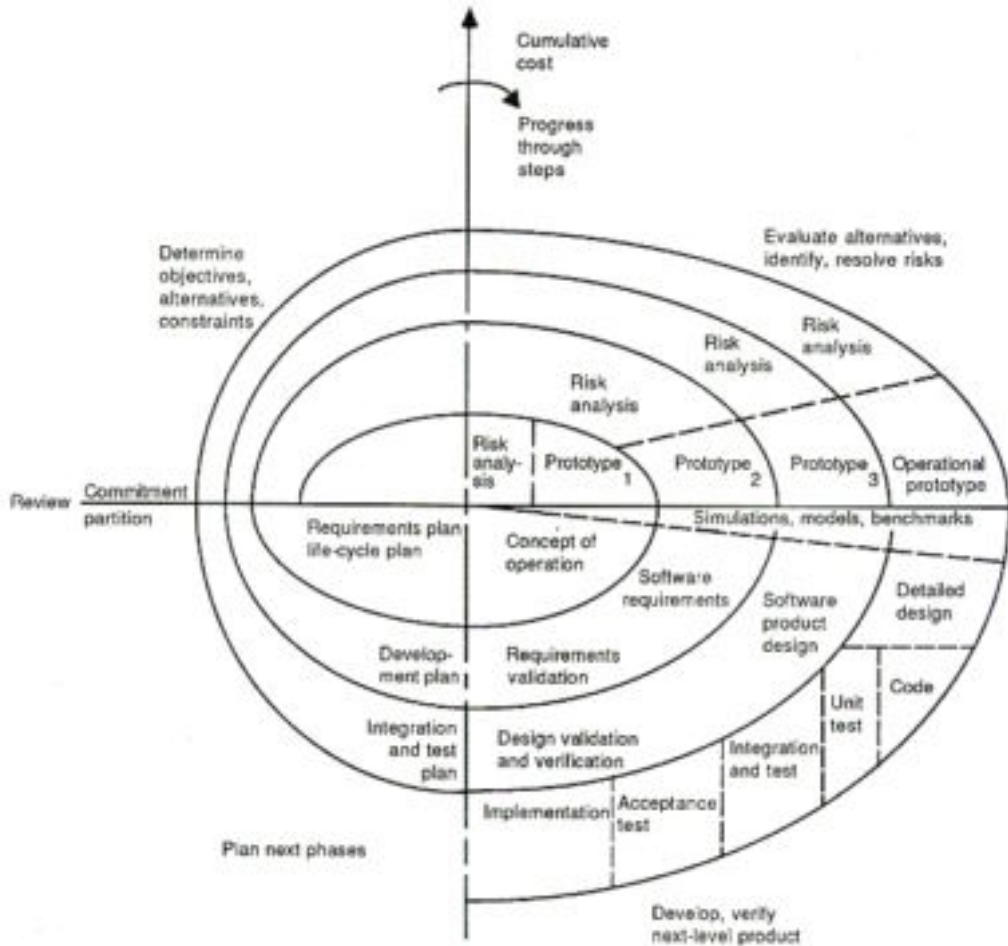 Cumulative
cost
Progress
through
steps
Determine
objectives,
alternatives,
constraints
Evaluate alternatives,
identify, resolve risks
Risk
analysis
Risk
analysis
Risk
analysis
Risk
analy-
sis
Prototype 1
Prototype 2
Prototype 3
Operational
prototype
Review
Commitment
partition
Simulations, models, benchmarks
Requirements plan
life-cycle plan
Concept of
operation
Software
requirements
Software
product
design
Detailed
design
Develop-
ment plan
Requirements
validation
Code
Unit
test
Integration
and test
plan
Design validation
and verification
Integration
and test
Implementation
Acceptance
test
Plan next phases
Develop, verify
next-level product